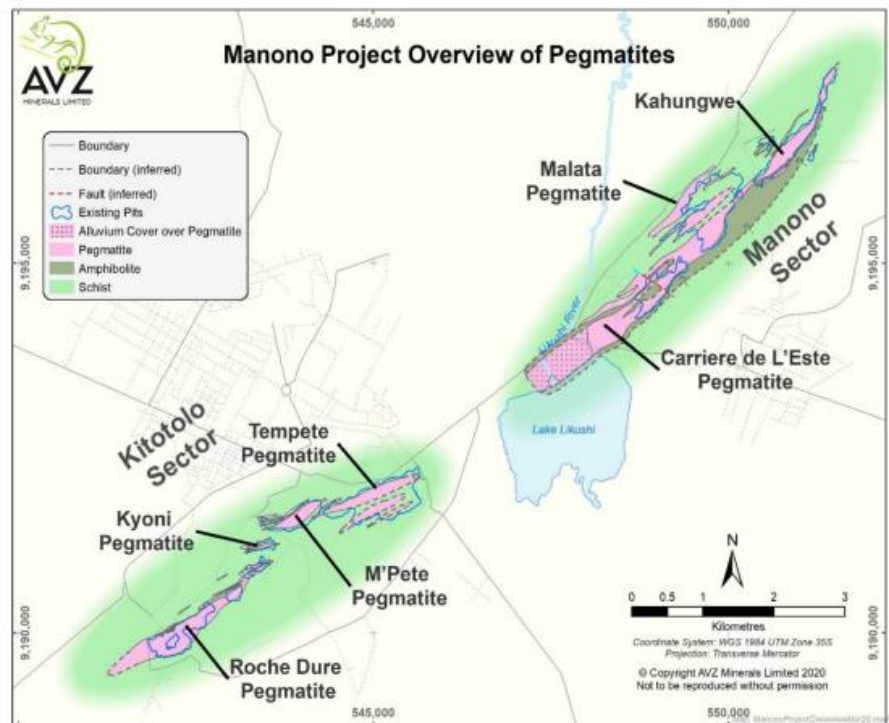 545,000
550,000
AVZ
MINERALS LIMITED
Manono Project Overview of Pegmatites
Boundary
Boundary (inferred)
Fault (inferred)
Existing Pits
Alluvium Cover over Pegmatite
Pegmatite
Amphibolite
Schist
Kahungwe
Malata
Pegmatite
Manono
Sector
9,195,000
9,195,000
Likushi River
Carriere de L'Este
Pegmatite
Lake Likushi
Kitotolo
Sector
Tempete
Pegmatite
Kyoni
Pegmatite
M'Pete
Pegmatite
Roche Dure
Pegmatite
N
0 0.5 1 2 3
Kilometres
Coordinate System: WGS 1984 UTM Zone 35S
Projection: Transverse Mercator
© Copyright AVZ Minerals Limited 2020
Not to be reproduced without permission
9,190,000
9,190,000
545,000
550,000